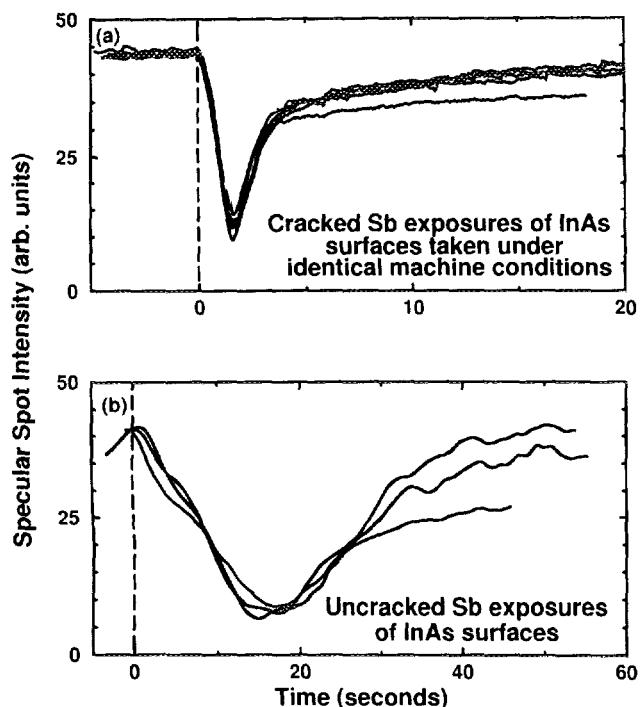 50
(a)
25
0
0
10
20
Cracked Sb exposures of InAs
surfaces taken under
identical machine conditions
Specular Spot Intensity (arb. units)
50
(b)
25
0
0
20
40
60
Uncracked Sb exposures
of InAs surfaces
Time (seconds)